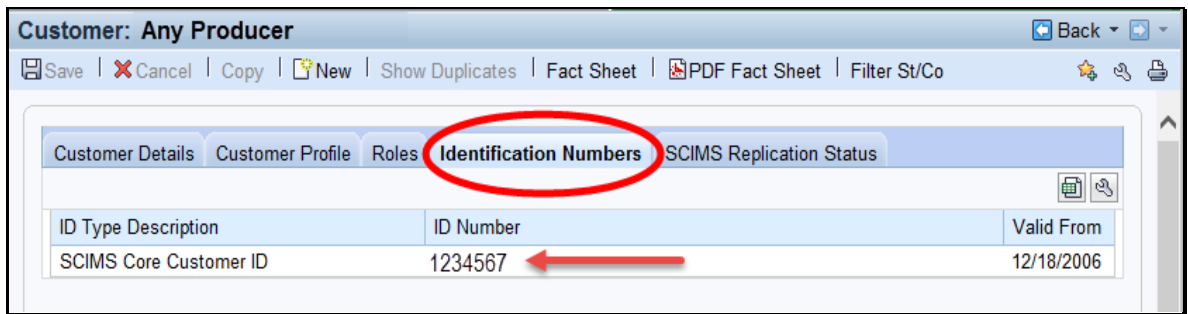 Customer: Any Producer Back
Save Cancel Copy New Show Duplicates Fact Sheet PDF Fact Sheet Filter St/Co
Customer Details Customer Profile Roles Identification Numbers SCIMS Replication Status
ID Type Description ID Number Valid From
SCIMS Core Customer ID 1234567 12/18/2006